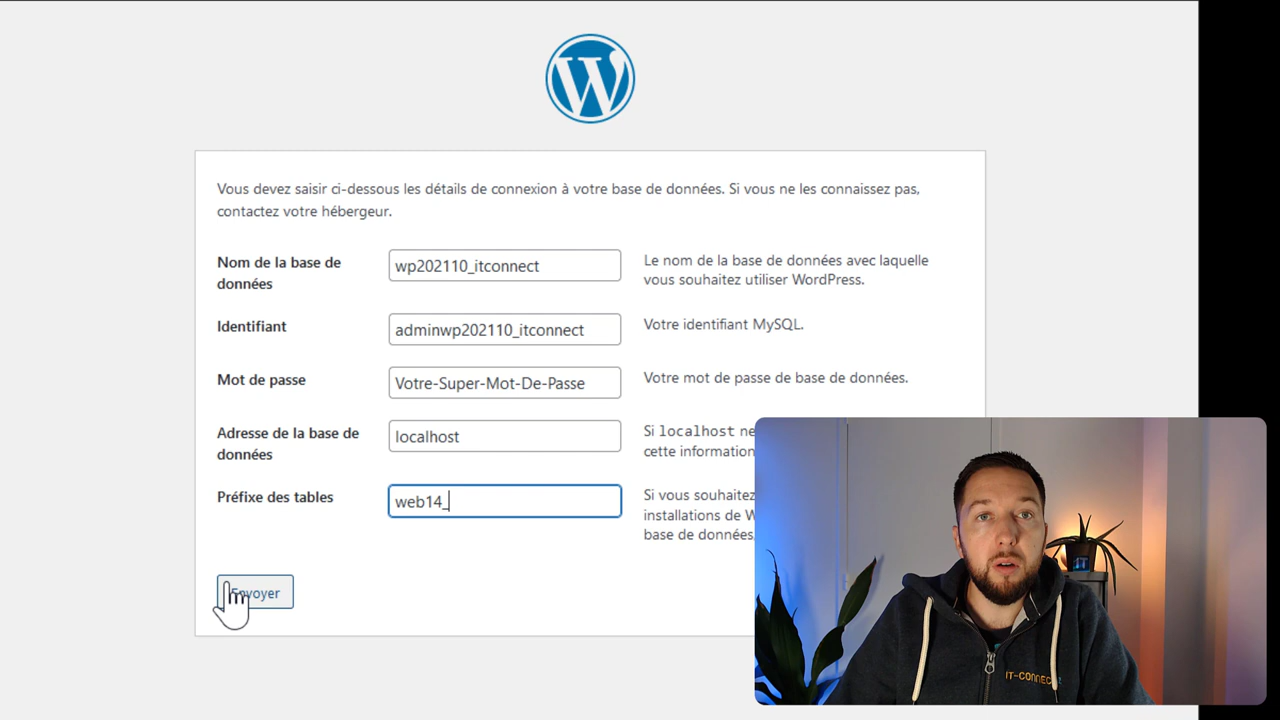 Vous devez saisir ci-dessous les détails de connexion à votre base de données. Si vous ne les connaissez pas,
contactez votre hébergeur.
Nom de la base de
données
wp202110_itconnect
Le nom de la base de données avec laquelle
vous souhaitez utiliser WordPress.
Identifiant
adminwp202110_itconnect
Votre identifiant MySQL.
Mot de passe
Votre-Super-Mot-De-Passe
Votre mot de passe de base de données.
Adresse de la base de
données
localhost
Si localhost ne
cette information
Préfixe des tables
web14_
Si vous souhaitez
installations de W
base de données.
Envoyer
IT-CONNECT